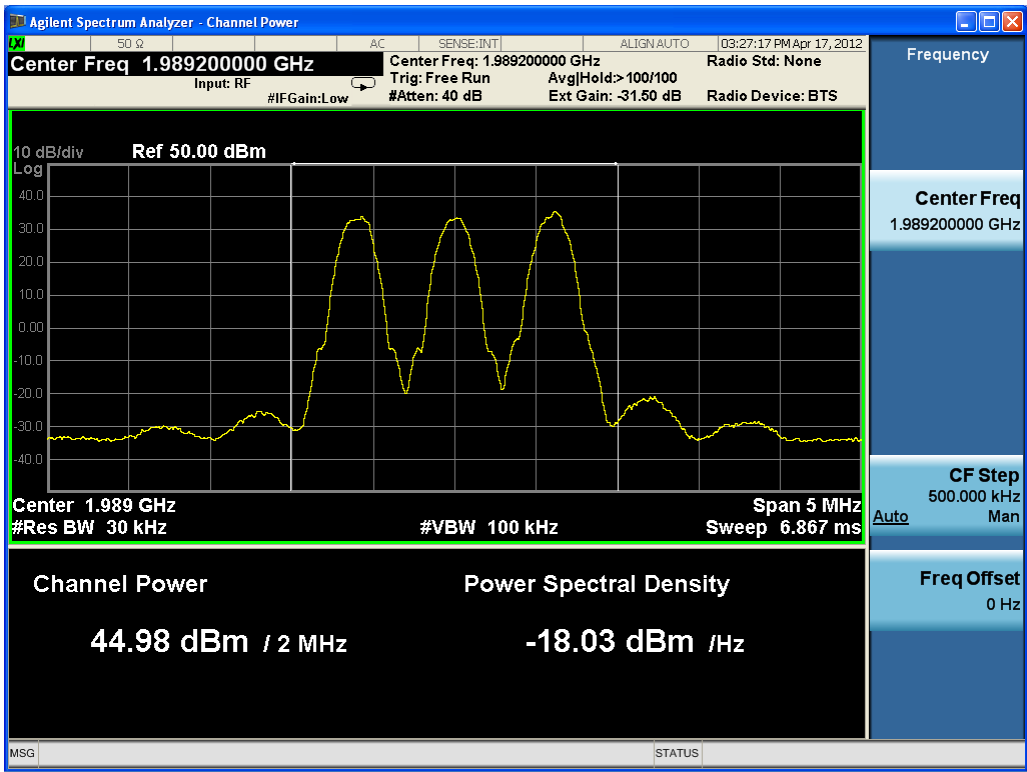 Agilent Spectrum Analyzer - Channel Power
LXI 50 Ω AC SENSE:INT ALIGN AUTO 03:27:17 PM Apr 17, 2012
Center Freq 1.989200000 GHz
Input: RF
#IFGain:Low
Center Freq: 1.989200000 GHz
Trig: Free Run Avg|Hold:>100/100
#Atten: 40 dB Ext Gain: -31.50 dB
Radio Std: None
Radio Device: BTS
10 dB/div Ref 50.00 dBm
Log
40.0
30.0
20.0
10.0
0.00
-10.0
-20.0
-30.0
-40.0
Center 1.989 GHz Span 5 MHz
#Res BW 30 kHz #VBW 100 kHz Sweep 6.867 ms
Channel Power Power Spectral Density
44.98 dBm / 2 MHz -18.03 dBm /Hz
Frequency
Center Freq
1.989200000 GHz
CF Step
500.000 kHz
Auto Man
Freq Offset
0 Hz
MSG STATUS